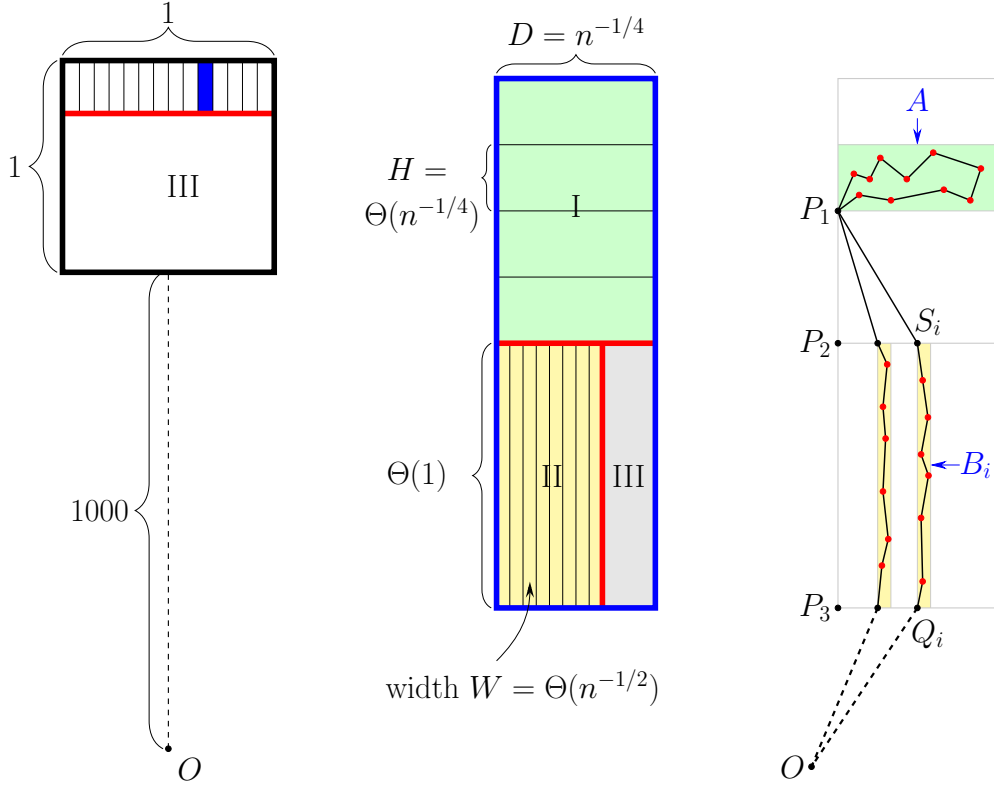 1
1
III
1000
O
D = n^{-1/4}
H =
Θ(n^{-1/4})
I
Θ(1)
II
III
width W = Θ(n^{-1/2})
A
P_1
S_i
P_2
B_i
P_3
Q_i
O